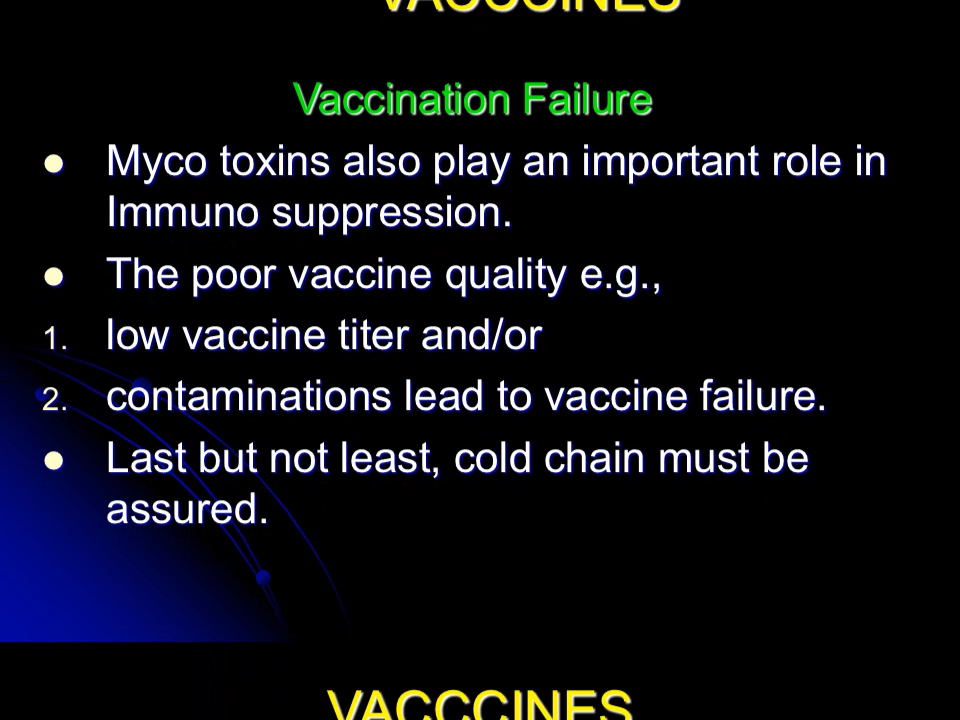 VACCCINES
Vaccination Failure
● Myco toxins also play an important role in
Immuno suppression.
● The poor vaccine quality e.g.,
1. low vaccine titer and/or
2. contaminations lead to vaccine failure.
● Last but not least, cold chain must be
assured.
VACCCINES